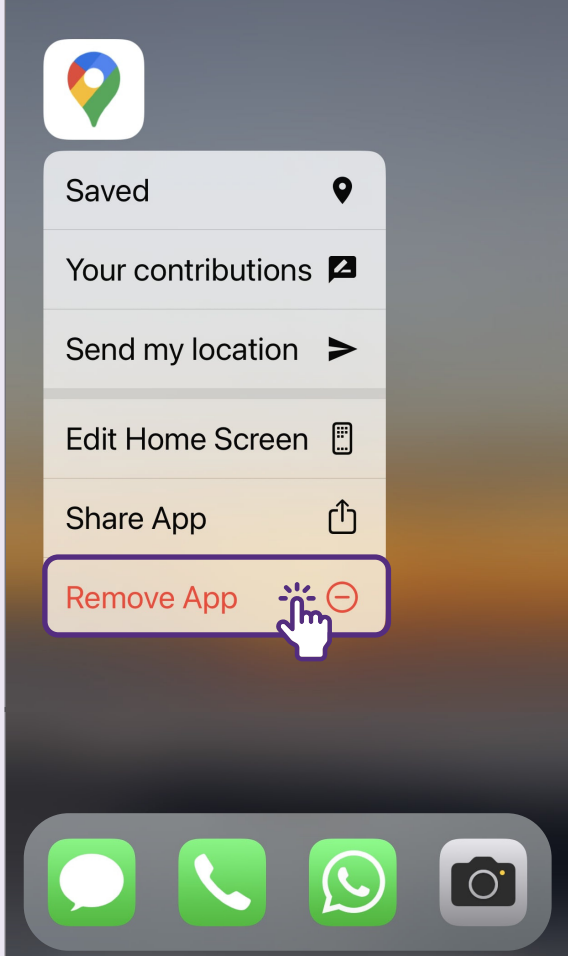 Saved
Your contributions
Send my location
Edit Home Screen
Share App
Remove App